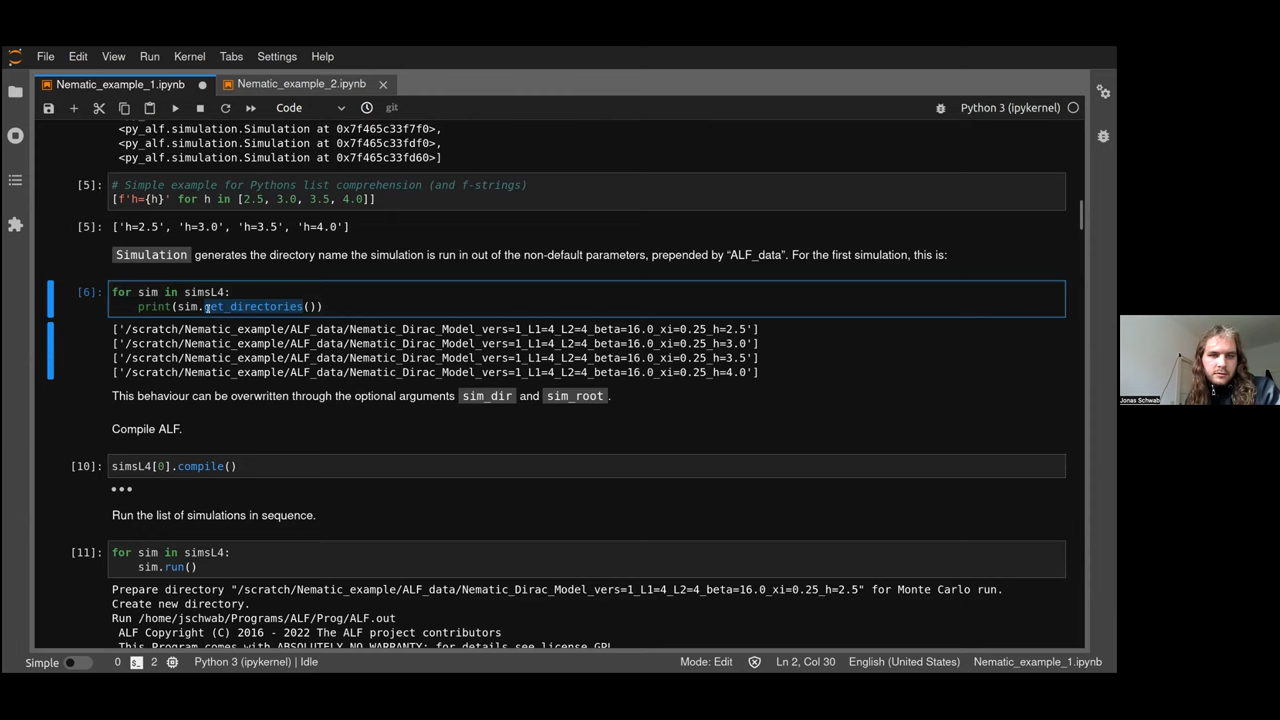 File Edit View Run Kernel Tabs Settings Help
Nematic_example_1.ipynb
Nematic_example_2.ipynb
Code
git
Python 3 (ipykernel)
<py_alf.simulation.Simulation at 0x7f465c33f7f0>,
<py_alf.simulation.Simulation at 0x7f465c33fdf0>,
<py_alf.simulation.Simulation at 0x7f465c33fd60>]
[5]: # Simple example for Pythons list comprehension (and f-strings)
[f'h={h}' for h in [2.5, 3.0, 3.5, 4.0]]
[5]: ['h=2.5', 'h=3.0', 'h=3.5', 'h=4.0']
Simulation generates the directory name the simulation is run in out of the non-default parameters, prepended by “ALF_data”. For the first simulation, this is:
[6]: for sim in simsL4:
print(sim.get_directories())
['/scratch/Nematic_example/ALF_data/Nematic_Dirac_Model_vers=1_L1=4_L2=4_beta=16.0_xi=0.25_h=2.5']
['/scratch/Nematic_example/ALF_data/Nematic_Dirac_Model_vers=1_L1=4_L2=4_beta=16.0_xi=0.25_h=3.0']
['/scratch/Nematic_example/ALF_data/Nematic_Dirac_Model_vers=1_L1=4_L2=4_beta=16.0_xi=0.25_h=3.5']
['/scratch/Nematic_example/ALF_data/Nematic_Dirac_Model_vers=1_L1=4_L2=4_beta=16.0_xi=0.25_h=4.0']
This behaviour can be overwritten through the optional arguments sim_dir and sim_root.
Compile ALF.
[10]: simsL4[0].compile()
Run the list of simulations in sequence.
[11]: for sim in simsL4:
sim.run()
Prepare directory "/scratch/Nematic_example/ALF_data/Nematic_Dirac_Model_vers=1_L1=4_L2=4_beta=16.0_xi=0.25_h=2.5" for Monte Carlo run.
Create new directory.
Run /home/jschwab/Programs/ALF/Prog/ALF.out
ALF Copyright (C) 2016 - 2022 The ALF project contributors
This Program comes with ABSOLUTELY NO WARRANTY; for details see license GPL
Simple 0 2 Python 3 (ipykernel) | Idle Mode: Edit Ln 2, Col 30 English (United States) Nematic_example_1.ipynb
Jonas Schwab